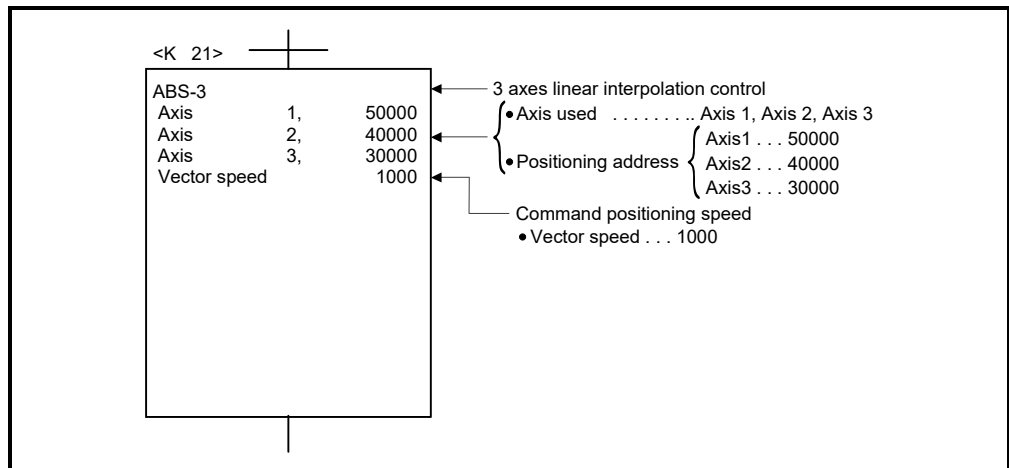 <K 21>
ABS-3
Axis 1, 50000
Axis 2, 40000
Axis 3, 30000
Vector speed 1000
3 axes linear interpolation control
• Axis used . . . . . . . .. Axis 1, Axis 2, Axis 3
• Positioning address
Axis1 . . . 50000
Axis2 . . . 40000
Axis3 . . . 30000
Command positioning speed
• Vector speed . . . 1000